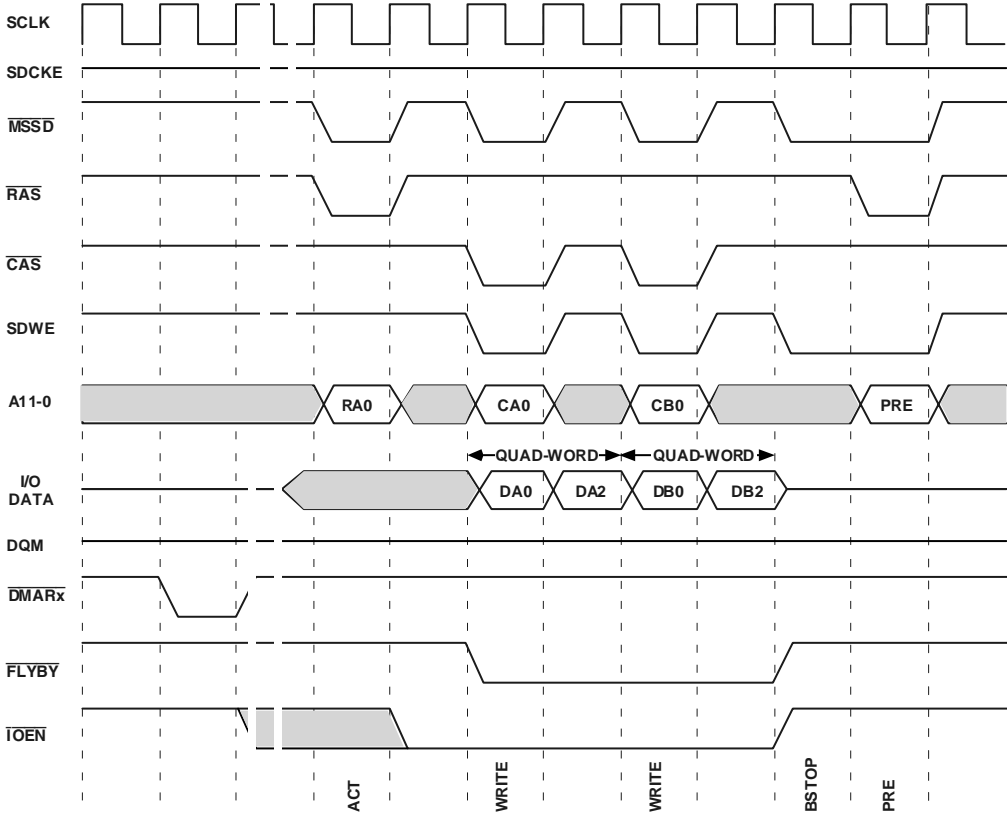 SCLK
SDCKE
MSSD
RAS
CAS
SDWE
A11-0 RA0 CA0 CB0 PRE
QUAD-WORD QUAD-WORD
I/O DATA DA0 DA2 DB0 DB2
DQM
DMARx
FLYBY
IOEN
ACT WRITE WRITE BSTOP PRE